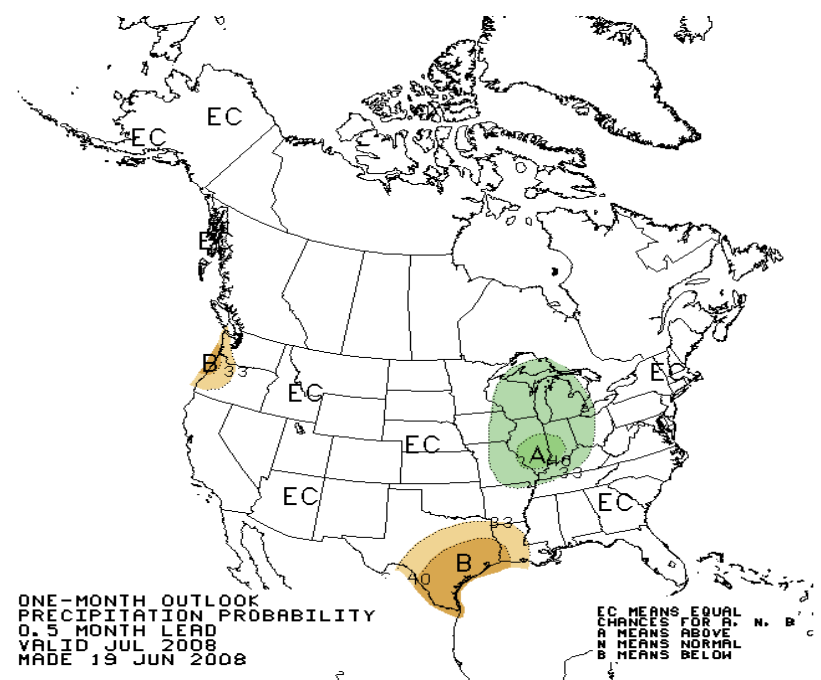 EC
EC
E
B
33
EC
EC
A
40
33
EC
EC
EC
33
B
40
ONE-MONTH OUTLOOK
PRECIPITATION PROBABILITY
0.5 MONTH LEAD
VALID JUL 2008
MADE 19 JUN 2008
EC MEANS EQUAL
CHANCES FOR A, N, B
A MEANS ABOVE
N MEANS NORMAL
B MEANS BELOW